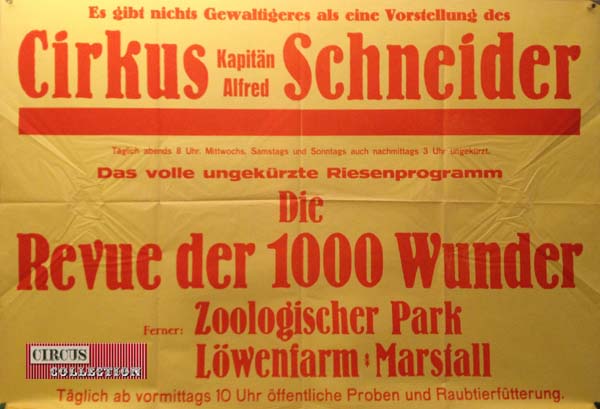 Es gibt nichts Gewaltigeres als eine Vorstellung des
Cirkus Kapitän Alfred Schneider
Täglich abends 8 Uhr. Mittwochs, Samstags und Sonntags auch nachmittags 3 Uhr ungekürzt.
Das volle ungekürzte Riesenprogramm
Die
Revue der 1000 Wunder
Ferner: Zoologischer Park
Löwenfarm : Marstall
CIRCUS
COLLECTION
Täglich ab vormittags 10 Uhr öffentliche Proben und Raubtierfütterung.